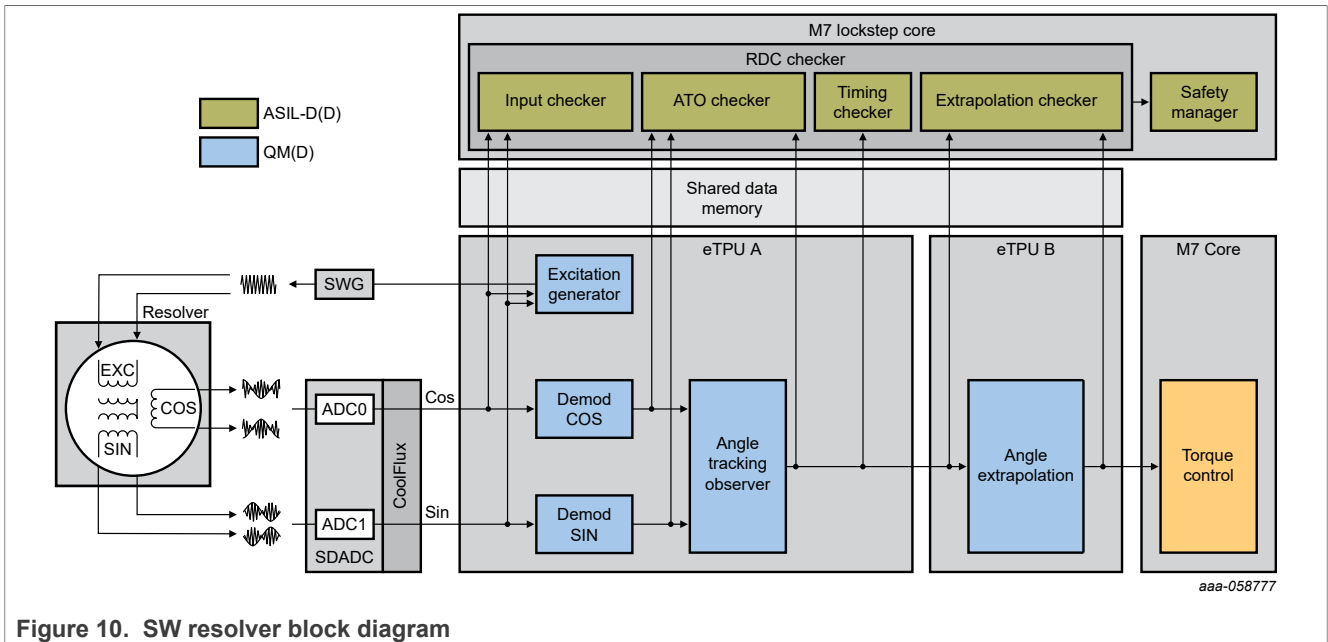 M7 lockstep core
RDC checker
Input checker
ATO checker
Timing
checker
Extrapolation checker
Safety
manager
ASIL-D(D)
QM(D)
Shared data
memory
eTPU A
eTPU B
M7 Core
SWG
Excitation
generator
Resolver
EXC
COS
SIN
ADC0
ADC1
SDADC
CoolFlux
Cos
Sin
Demod
COS
Demod
SIN
Angle
tracking
observer
Angle
extrapolation
Torque
control
aaa-058777
Figure 10. SW resolver block diagram